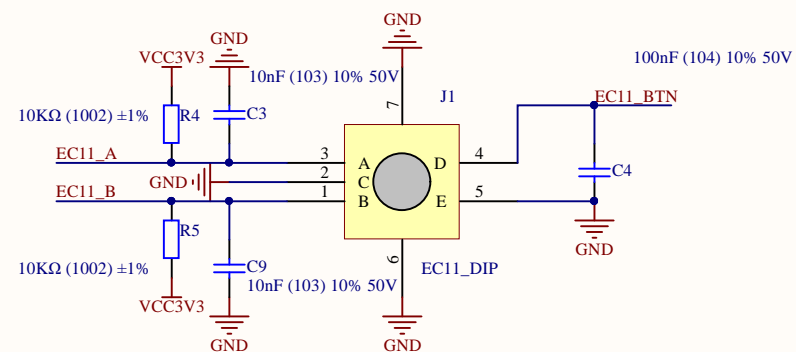 GND
GND
VCC3V3
100nF (104) 10% 50V
10nF (103) 10% 50V
7
J1
EC11_BTN
10KΩ (1002) ±1%
R4
C3
EC11_A
3
A
D
4
GND
2
C
C4
EC11_B
1
B
E
5
R5
GND
10KΩ (1002) ±1%
C9
6
EC11_DIP
10nF (103) 10% 50V
VCC3V3
GND
GND